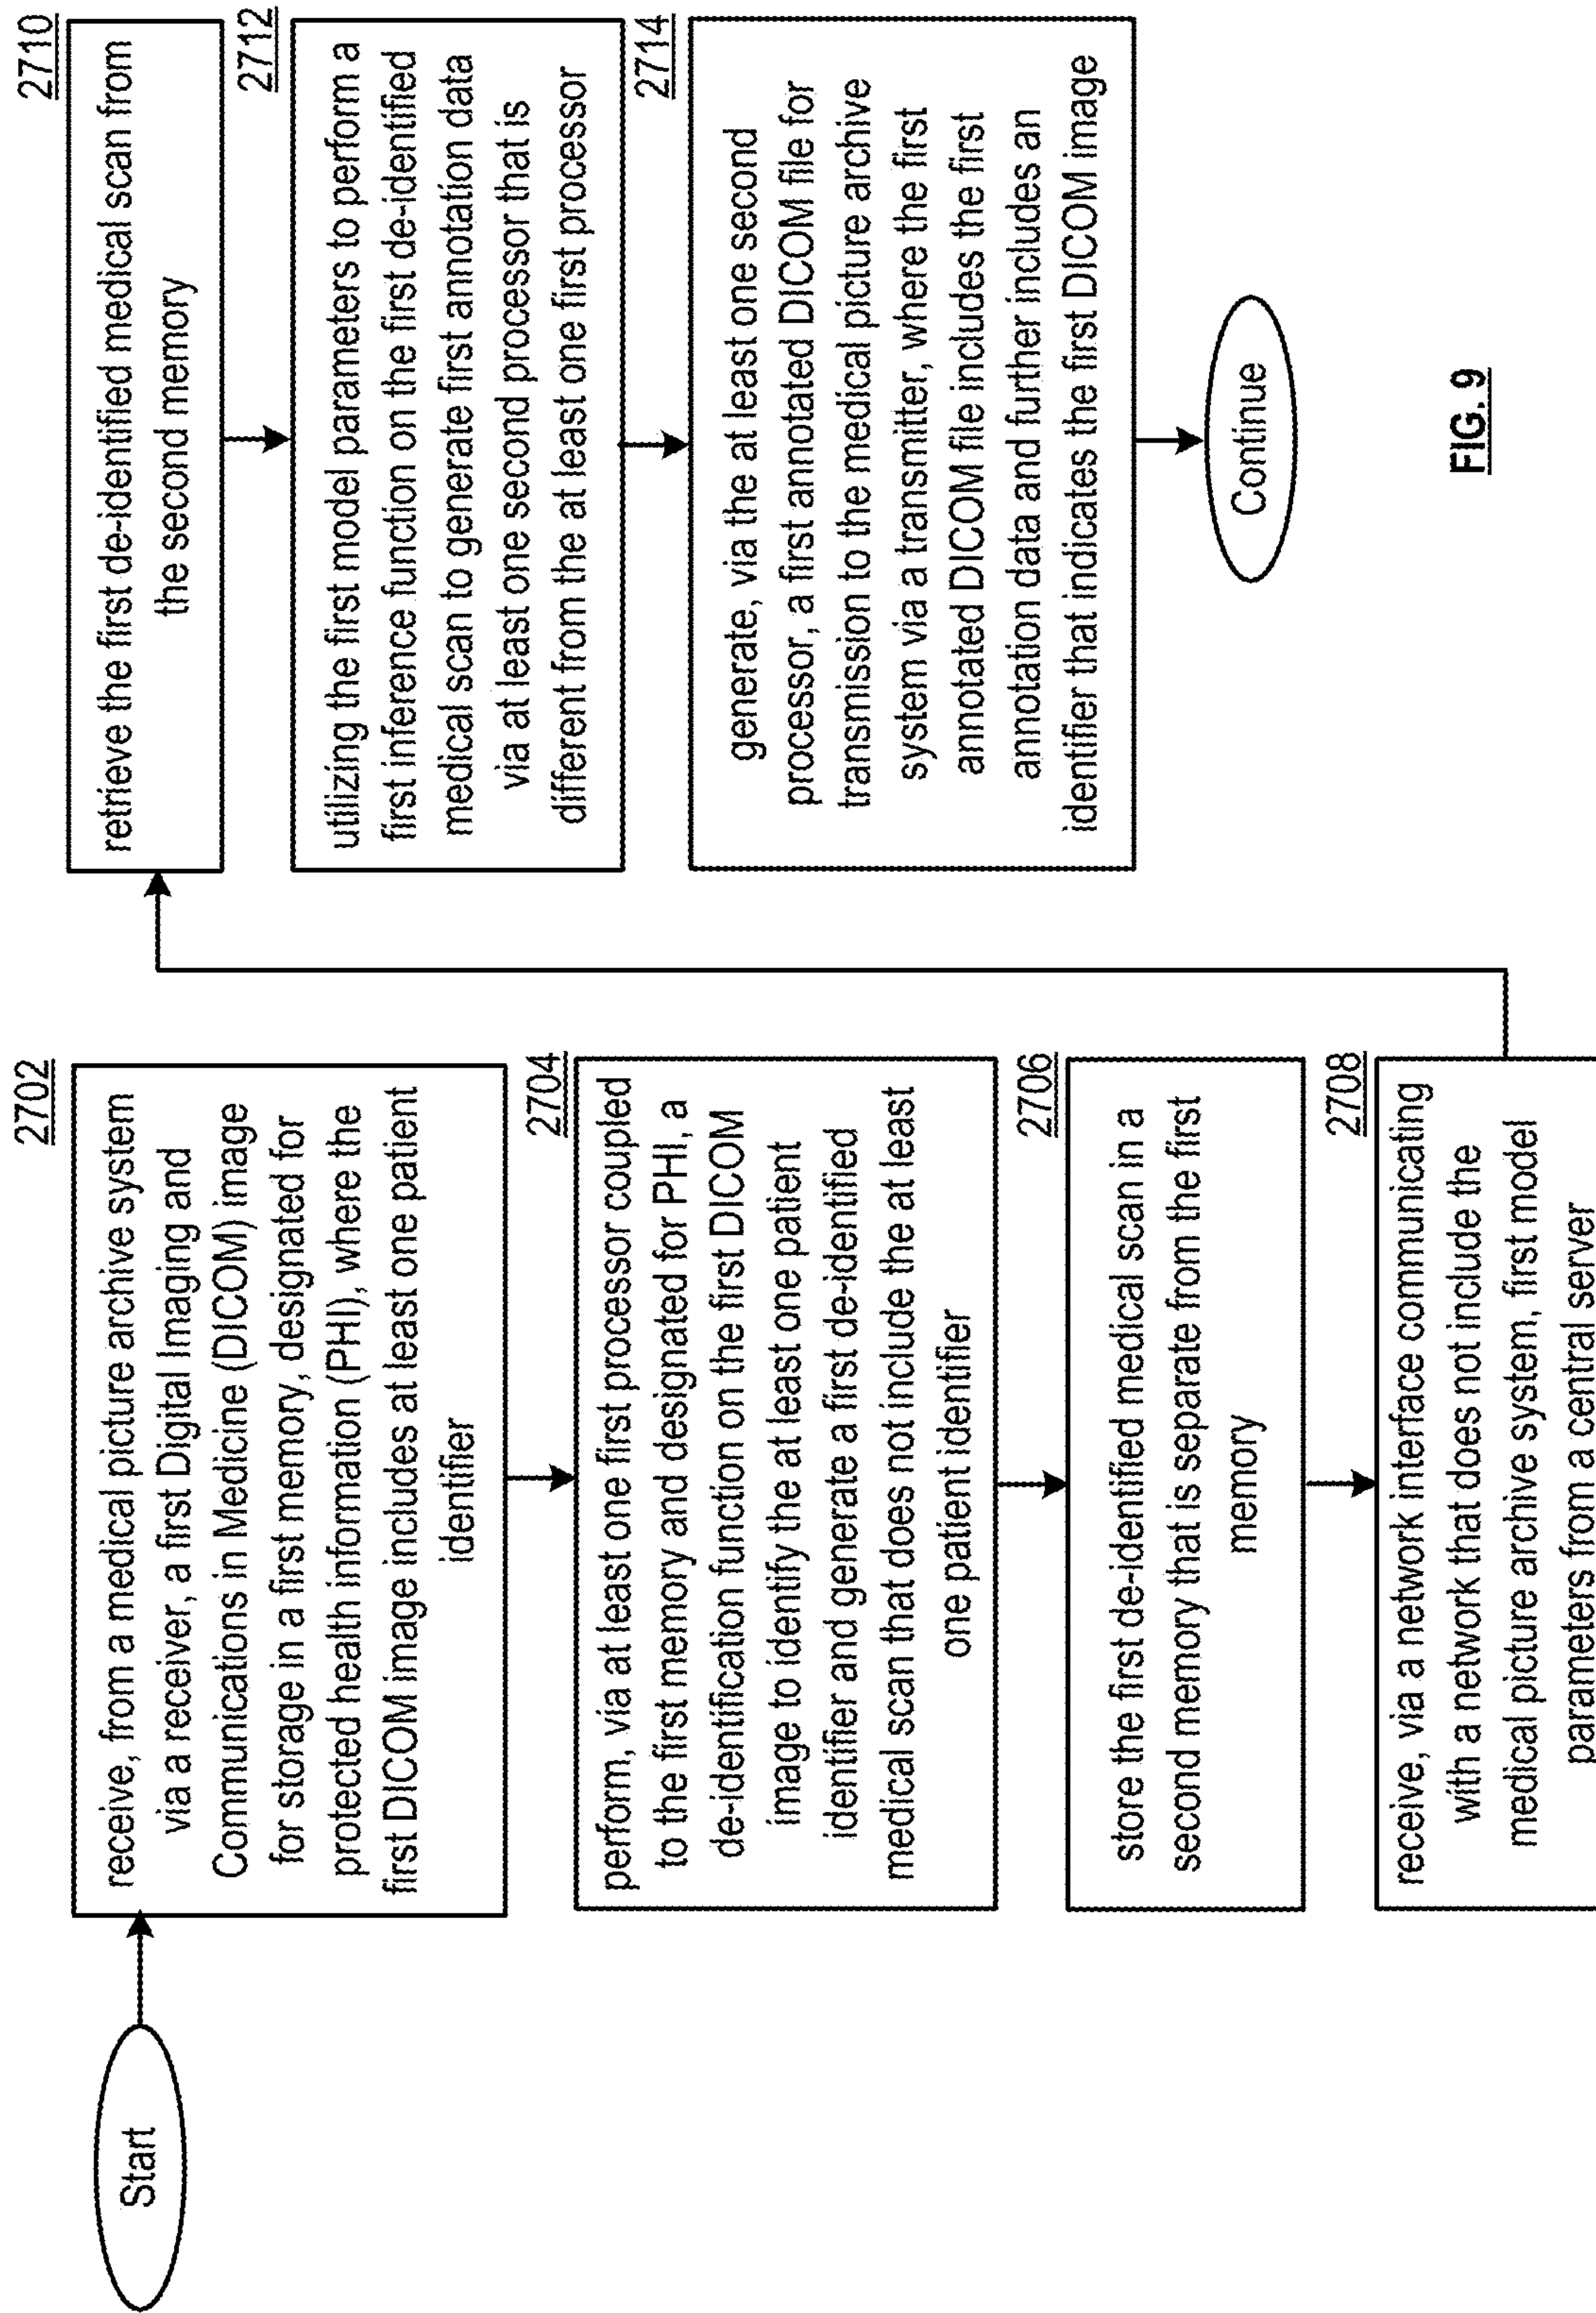 Start
2702
receive, from a medical picture archive system
via a receiver, a first Digital Imaging and
Communications in Medicine (DICOM) image
for storage in a first memory, designated for
protected health information (PHI), where the
first DICOM image includes at least one patient
identifier
2704
perform, via at least one first processor coupled
to the first memory and designated for PHI, a
de-identification function on the first DICOM
image to identify the at least one patient
identifier and generate a first de-identified
medical scan that does not include the at least
one patient identifier
2706
store the first de-identified medical scan in a
second memory that is separate from the first
memory
2708
receive, via a network interface communicating
with a network that does not include the
medical picture archive system, first model
parameters from a central server
2710
retrieve the first de-identified medical scan from
the second memory
2712
utilizing the first model parameters to perform a
first inference function on the first de-identified
medical scan to generate first annotation data
via at least one second processor that is
different from the at least one first processor
2714
generate, via the at least one second
processor, a first annotated DICOM file for
transmission to the medical picture archive
system via a transmitter, where the first
annotated DICOM file includes the first
annotation data and further includes an
identifier that indicates the first DICOM image
Continue
FIG. 9